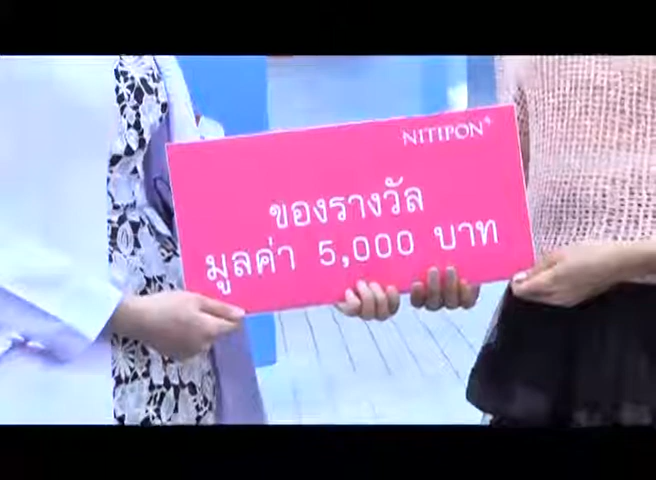 NITIPON+
ของรางวัล
มูลค่า 5,000 บาท